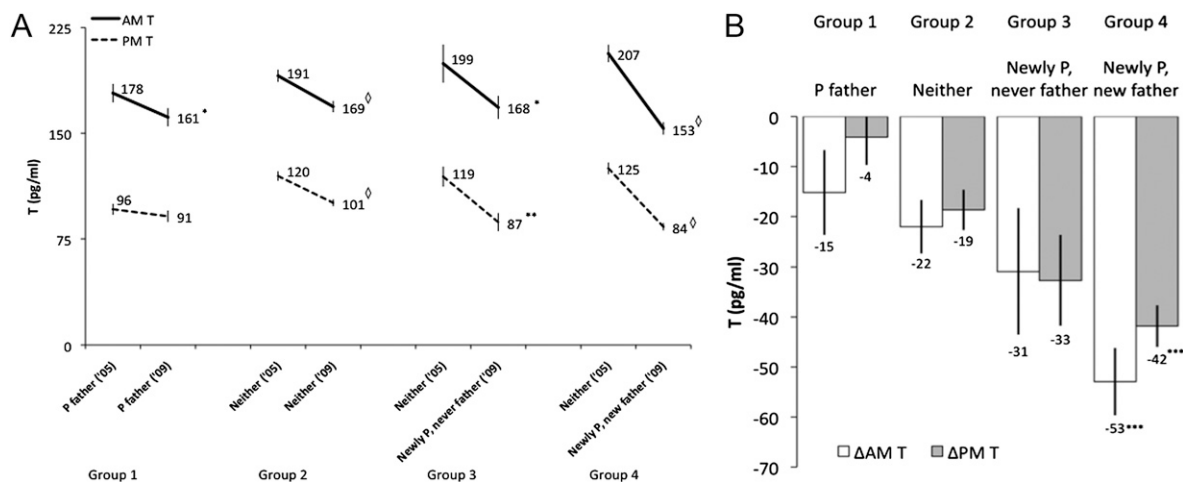 A
225
AM T
PM T
178
161 *
191
169 ◊
199
168 *
207
153 ◊
150
96
91
120
101 ◊
119
87 **
125
84 ◊
75
0
T (pg/ml)
P father ('05)
P father ('09)
Neither ('05)
Neither ('09)
Neither ('05)
Newly P, never father ('09)
Neither ('05)
Newly P, new father ('09)
Group 1
Group 2
Group 3
Group 4
B
Group 1
Group 2
Group 3
Group 4
P father
Neither
Newly P,
never father
Newly P,
new father
0
-10
-20
-30
-40
-50
-60
-70
T (pg/ml)
-15
-4
-22
-19
-31
-33
-53***
-42***
ΔAM T
ΔPM T